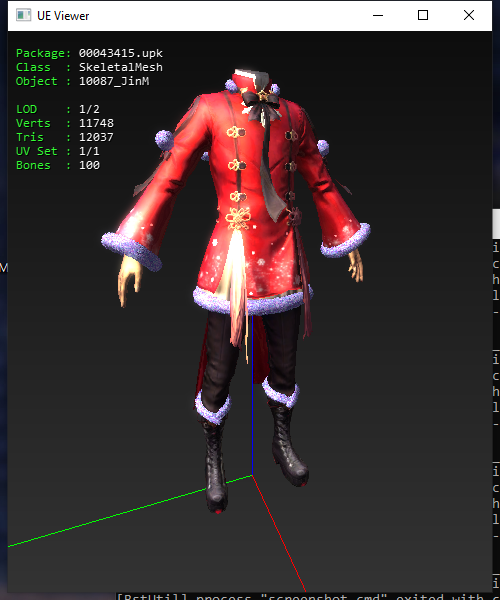 UE Viewer
Package: 00043415.upk
Class : SkeletalMesh
Object : 10087_JinM
LOD : 1/2
Verts : 11748
Tris : 12037
UV Set : 1/1
Bones : 100
M
i
c
h
l
-
i
c
h
l
-
i
c
h
l
-
i
[BstUtil] process "screenshot.cmd" exited with c